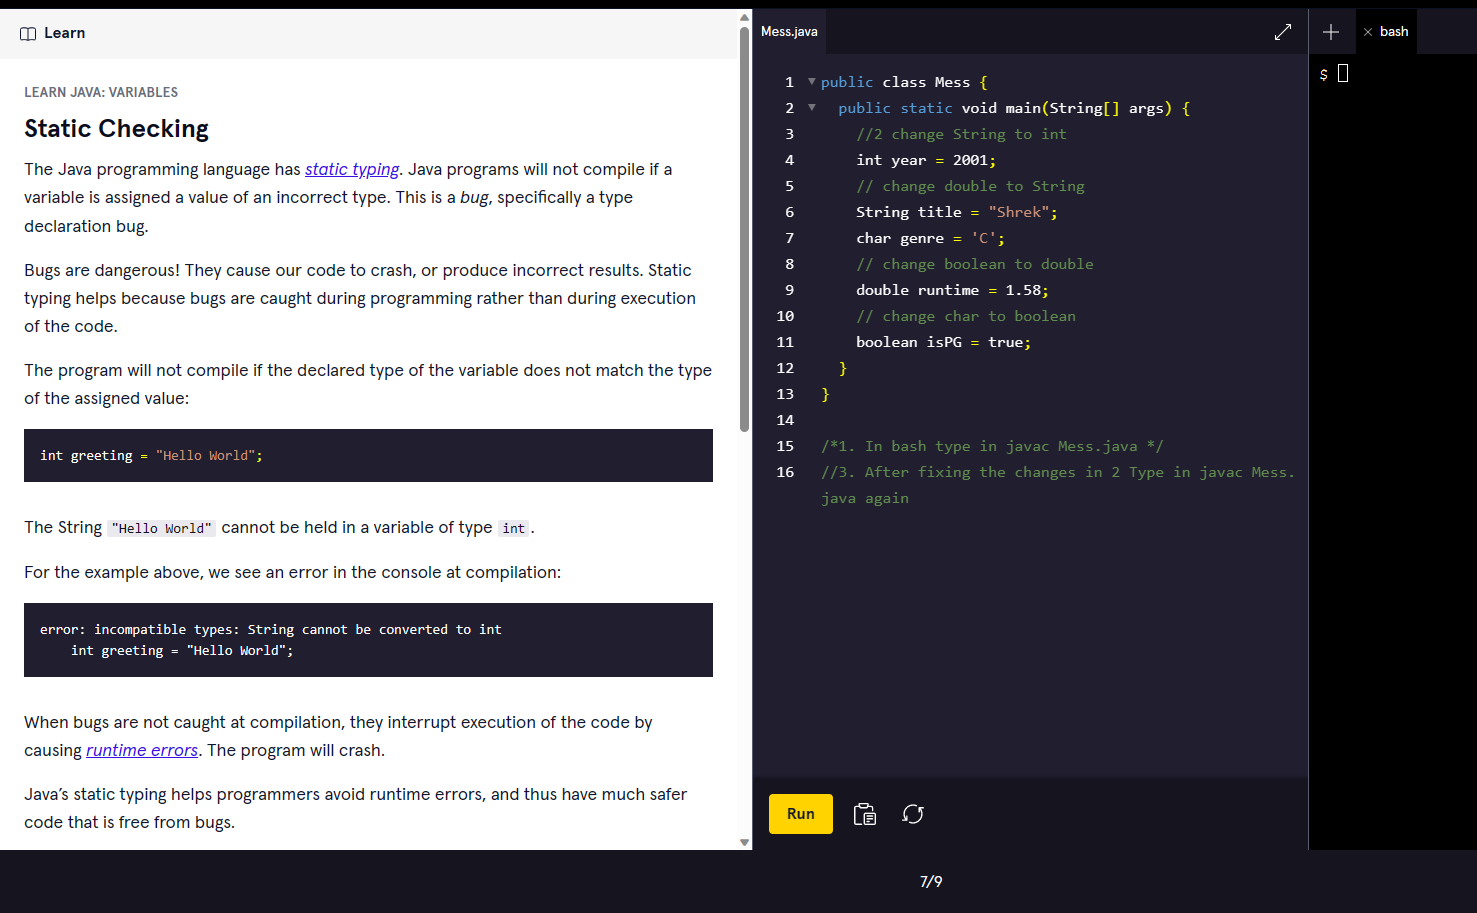 Learn
LEARN JAVA: VARIABLES
Static Checking
The Java programming language has static typing. Java programs will not compile if a
variable is assigned a value of an incorrect type. This is a bug, specifically a type
declaration bug.
Bugs are dangerous! They cause our code to crash, or produce incorrect results. Static
typing helps because bugs are caught during programming rather than during execution
of the code.
The program will not compile if the declared type of the variable does not match the type
of the assigned value:
int greeting = "Hello World";
The String "Hello World" cannot be held in a variable of type int.
For the example above, we see an error in the console at compilation:
error: incompatible types: String cannot be converted to int
    int greeting = "Hello World";
When bugs are not caught at compilation, they interrupt execution of the code by
causing runtime errors. The program will crash.
Java’s static typing helps programmers avoid runtime errors, and thus have much safer
code that is free from bugs.
Mess.java
1 public class Mess {
2   public static void main(String[] args) {
3     //2 change String to int
4     int year = 2001;
5     // change double to String
6     String title = "Shrek";
7     char genre = 'C';
8     // change boolean to double
9     double runtime = 1.58;
10     // change char to boolean
11     boolean isPG = true;
12   }
13 }
14
15 /*1. In bash type in javac Mess.java */
16 //3. After fixing the changes in 2 Type in javac Mess.
java again
Run
bash
$
7/9